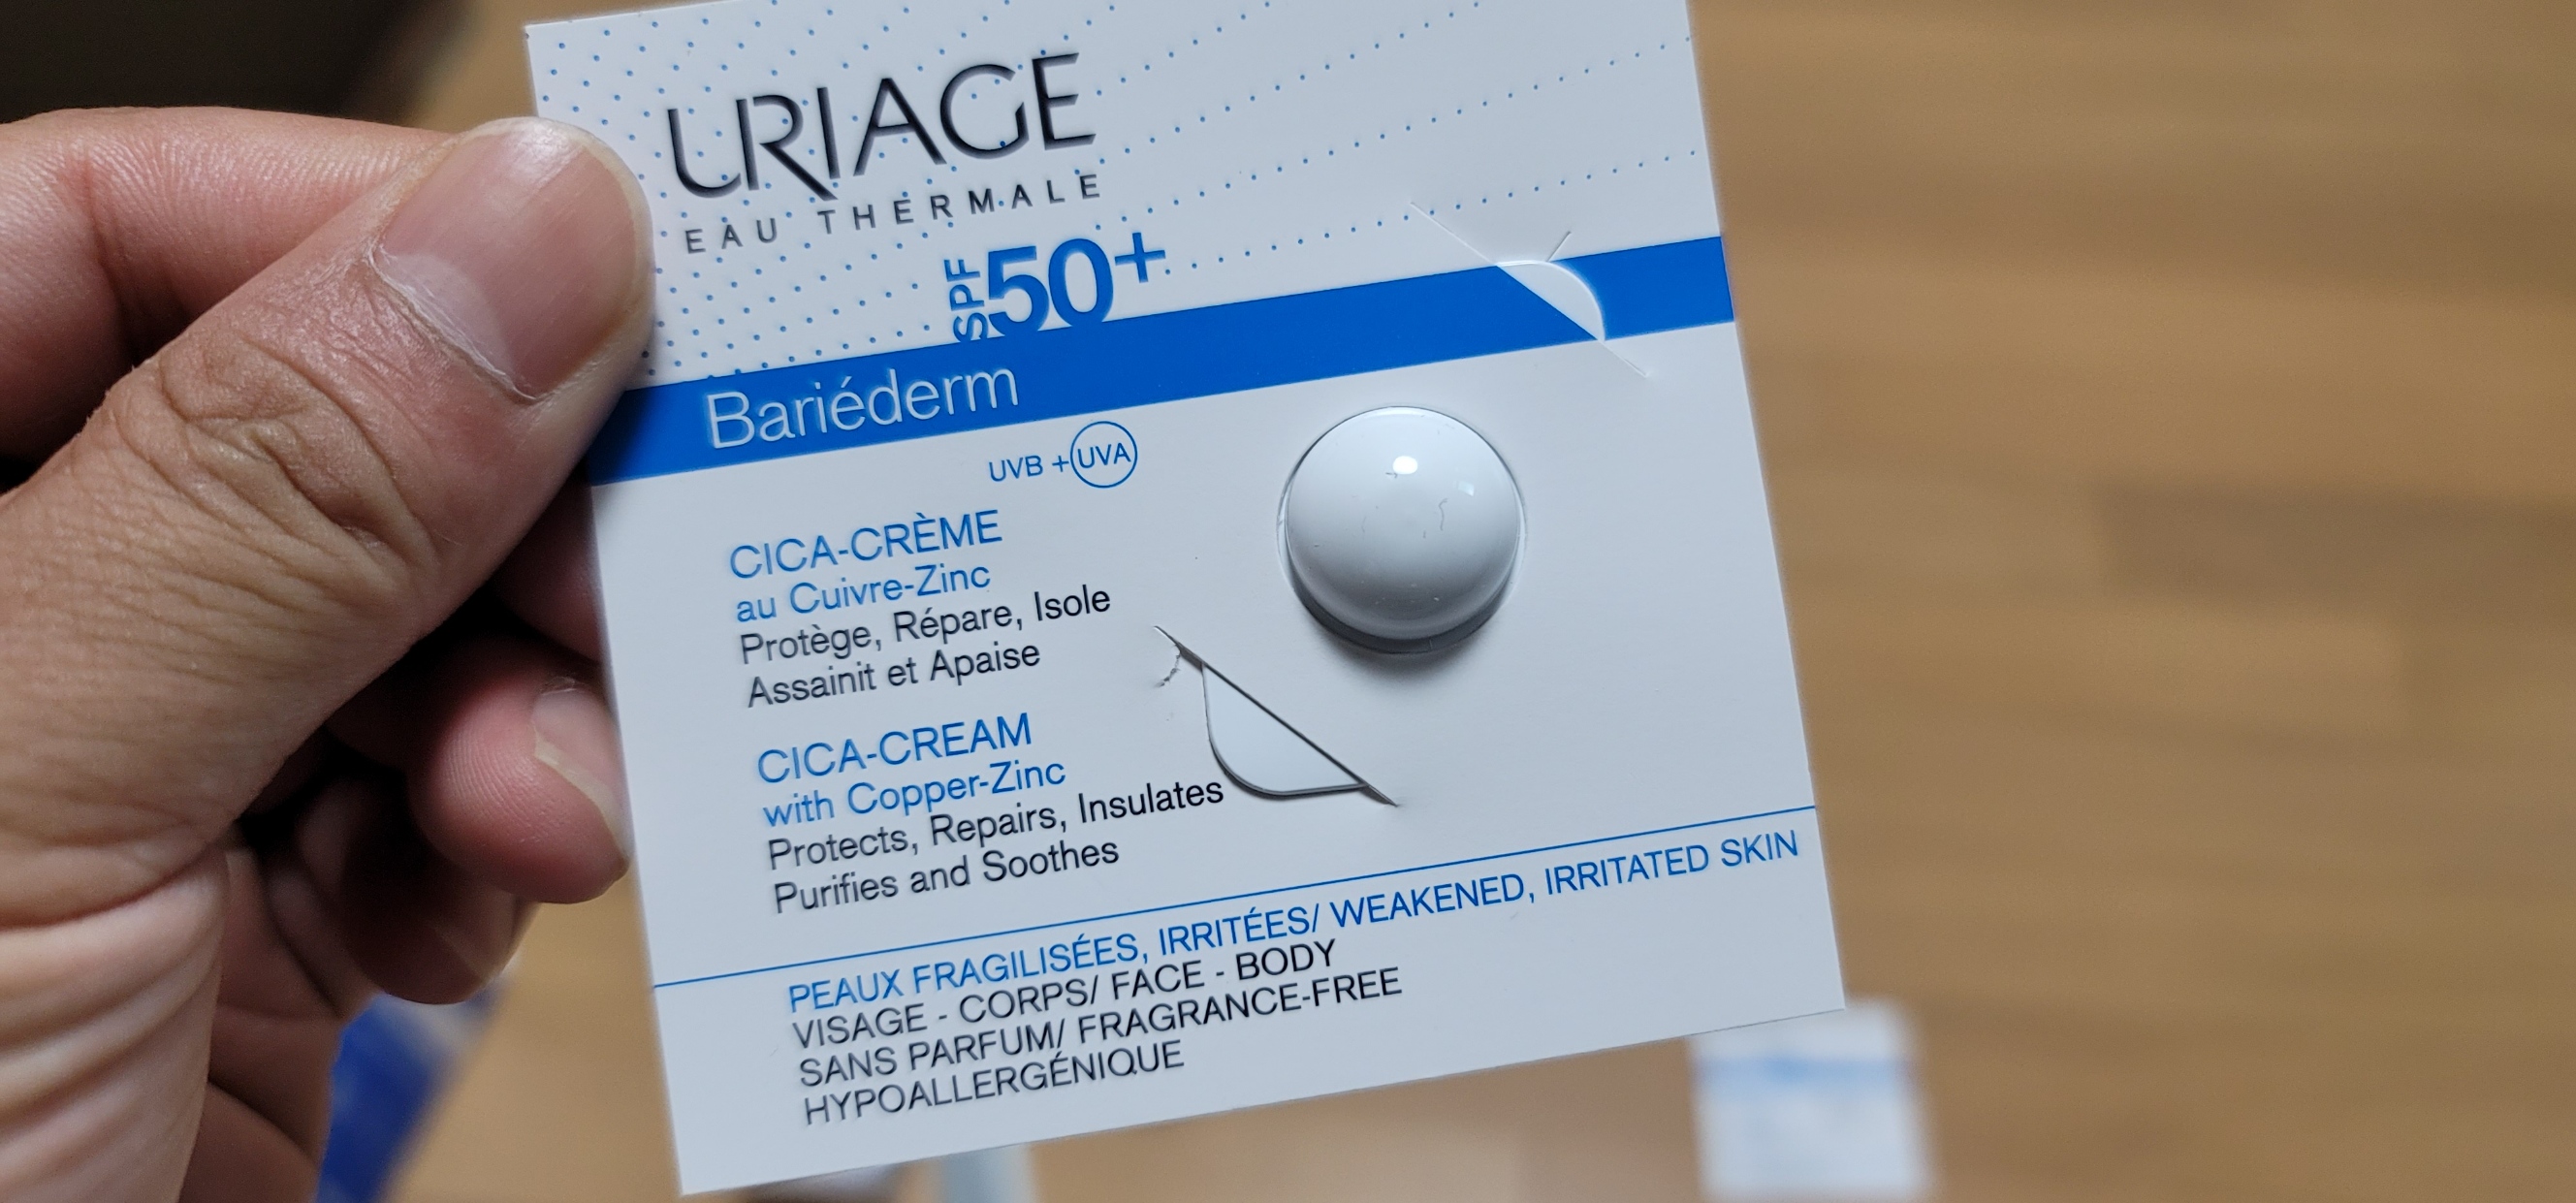 URIAGE
EAU THERMALE
SPF 50+
Bariéderm
UVB + UVA
CICA-CRÈME
au Cuivre-Zinc
Protège, Répare, Isole
Assainit et Apaise
CICA-CREAM
with Copper-Zinc
Protects, Repairs, Insulates
Purifies and Soothes
PEAUX FRAGILISÉES, IRRITÉES/ WEAKENED, IRRITATED SKIN
VISAGE - CORPS/ FACE - BODY
SANS PARFUM/ FRAGRANCE-FREE
HYPOALLERGÉNIQUE